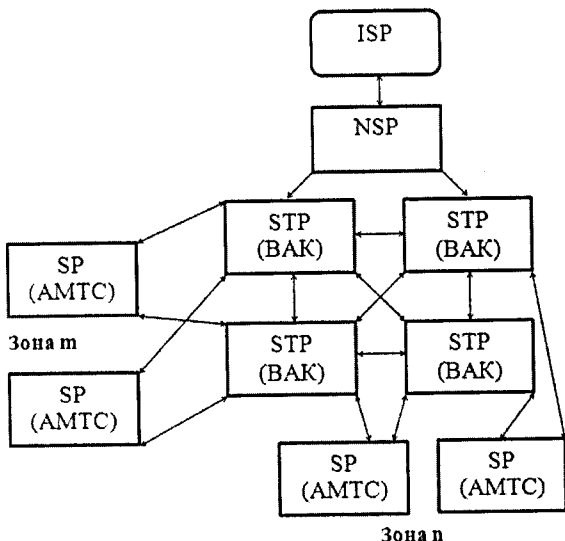 ISP
NSP
STP
(ВАК)
STP
(ВАК)
SP
(АМТС)
Зона m
STP
(ВАК)
STP
(ВАК)
SP
(АМТС)
SP
(АМТС)
SP
(АМТС)
Зона n